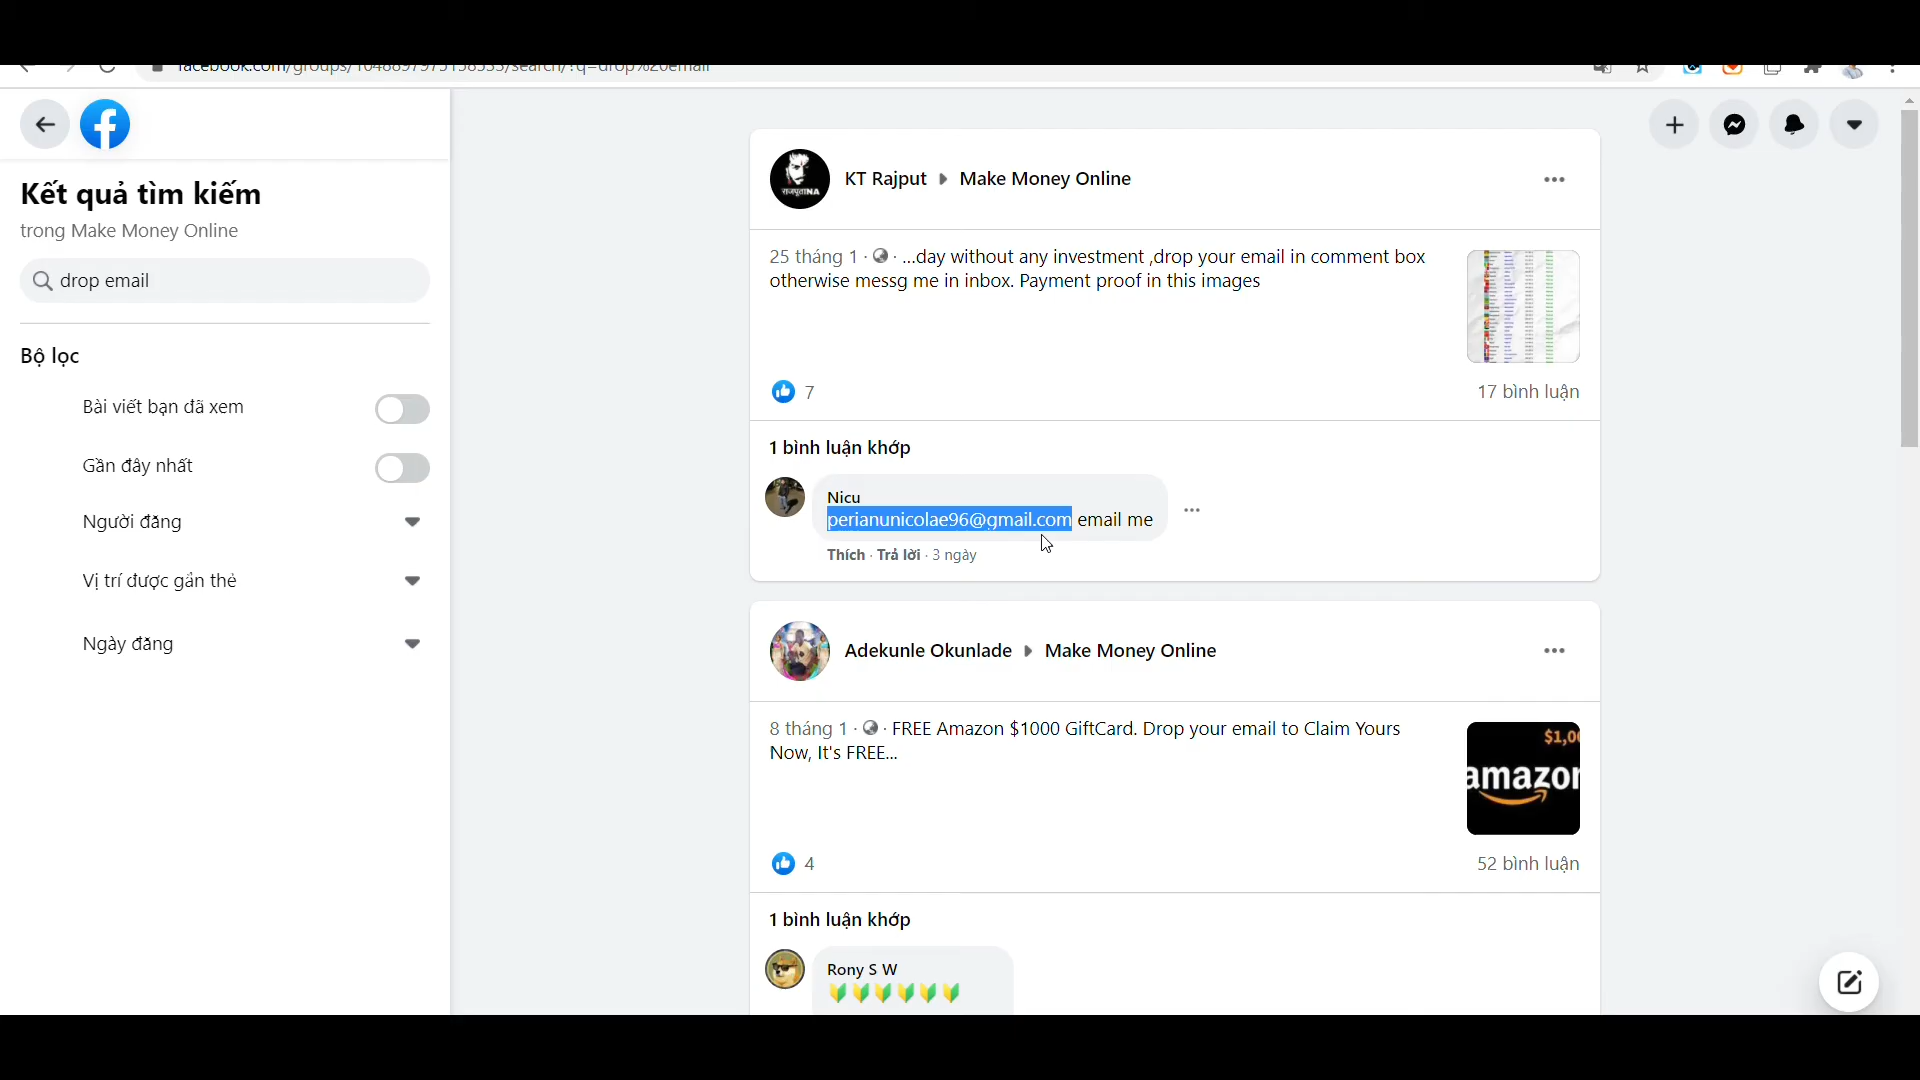 facebook.com/groups/1048897975158533/search/?q=drop%20email
Kết quả tìm kiếm
trong Make Money Online
drop email
Bộ lọc
Bài viết bạn đã xem
Gần đây nhất
Người đăng
Vị trí được gắn thẻ
Ngày đăng
KT Rajput Make Money Online
25 tháng 1 · · ...day without any investment ,drop your email in comment box
otherwise messg me in inbox. Payment proof in this images
7
17 bình luận
1 bình luận khớp
Nicu
perianunicolae96@gmail.com email me
Thích · Trả lời · 3 ngày
Adekunle Okunlade Make Money Online
8 tháng 1 · · FREE Amazon $1000 GiftCard. Drop your email to Claim Yours
Now, It's FREE...
$1,00
amazon
4
52 bình luận
1 bình luận khớp
Rony S W